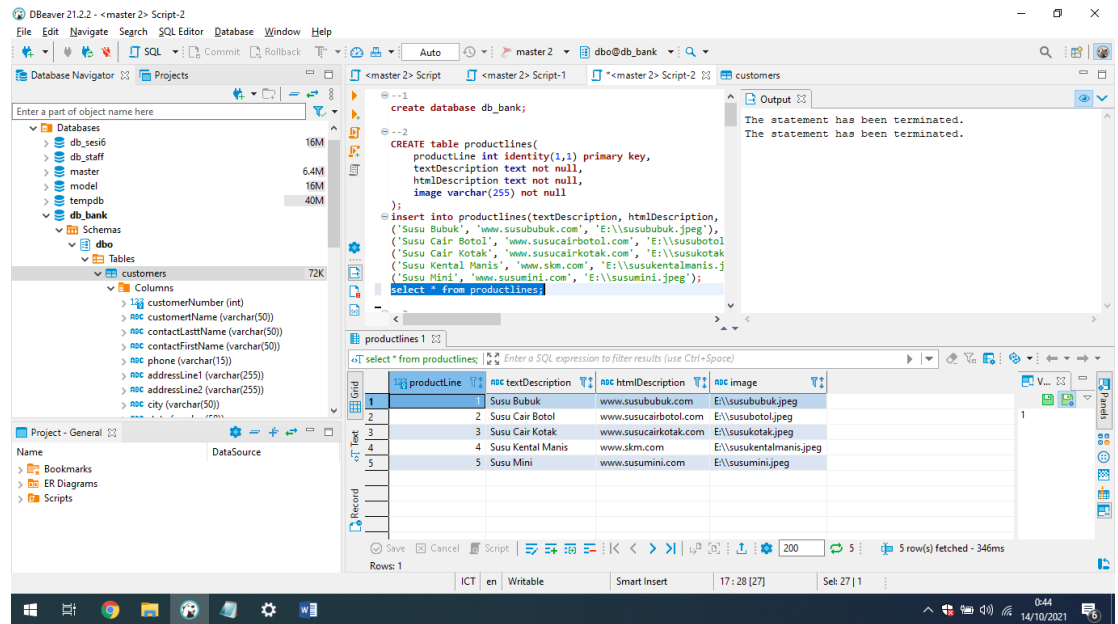 DBeaver 21.2.2 - <master 2> Script-2
File Edit Navigate Search SQL Editor Database Window Help
SQL Commit Rollback Auto master 2 dbo@db_bank
Database Navigator Projects
<master 2> Script <master 2> Script-1 *<master 2> Script-2 customers
Enter a part of object name here
Databases
db_sesi6 16M
db_staff
master 6.4M
model 16M
tempdb 40M
db_bank
Schemas
dbo
Tables
customers 72K
Columns
customerNumber (int)
customertName (varchar(50))
contactLasttName (varchar(50))
contactFirstName (varchar(50))
phone (varchar(15))
addressLine1 (varchar(255))
addressLine2 (varchar(255))
city (varchar(50))
Project - General
Name DataSource
Bookmarks
ER Diagrams
Scripts
--1
create database db_bank;
--2
CREATE table productlines(
productLine int identity(1,1) primary key,
textDescription text not null,
htmlDescription text not null,
image varchar(255) not null
);
insert into productlines(textDescription, htmlDescription,
('Susu Bubuk', 'www.susububuk.com', 'E:\\susububuk.jpeg'),
('Susu Cair Botol', 'www.susucairbotol.com', 'E:\\susubotol
('Susu Cair Kotak', 'www.susucairkotak.com', 'E:\\susukotak
('Susu Kental Manis', 'www.skm.com', 'E:\\susukentalmanis.j
('Susu Mini', 'www.susumini.com', 'E:\\susumini.jpeg');
select * from productlines;
Output
The statement has been terminated.
The statement has been terminated.
productlines 1
select * from productlines; Enter a SQL expression to filter results (use Ctrl+Space)
Grid
Text
Record
123 productLine ABC textDescription ABC htmlDescription ABC image
1 1 Susu Bubuk www.susububuk.com E:\\susububuk.jpeg
2 2 Susu Cair Botol www.susucairbotol.com E:\\susubotol.jpeg
3 3 Susu Cair Kotak www.susucairkotak.com E:\\susukotak.jpeg
4 4 Susu Kental Manis www.skm.com E:\\susukentalmanis.jpeg
5 5 Susu Mini www.susumini.com E:\\susumini.jpeg
V...
1
Panels
Save Cancel Script 200 5 5 row(s) fetched - 346ms
Rows: 1
ICT en Writable Smart Insert 17 : 28 [27] Sel: 27 | 1
0:44
14/10/2021
6